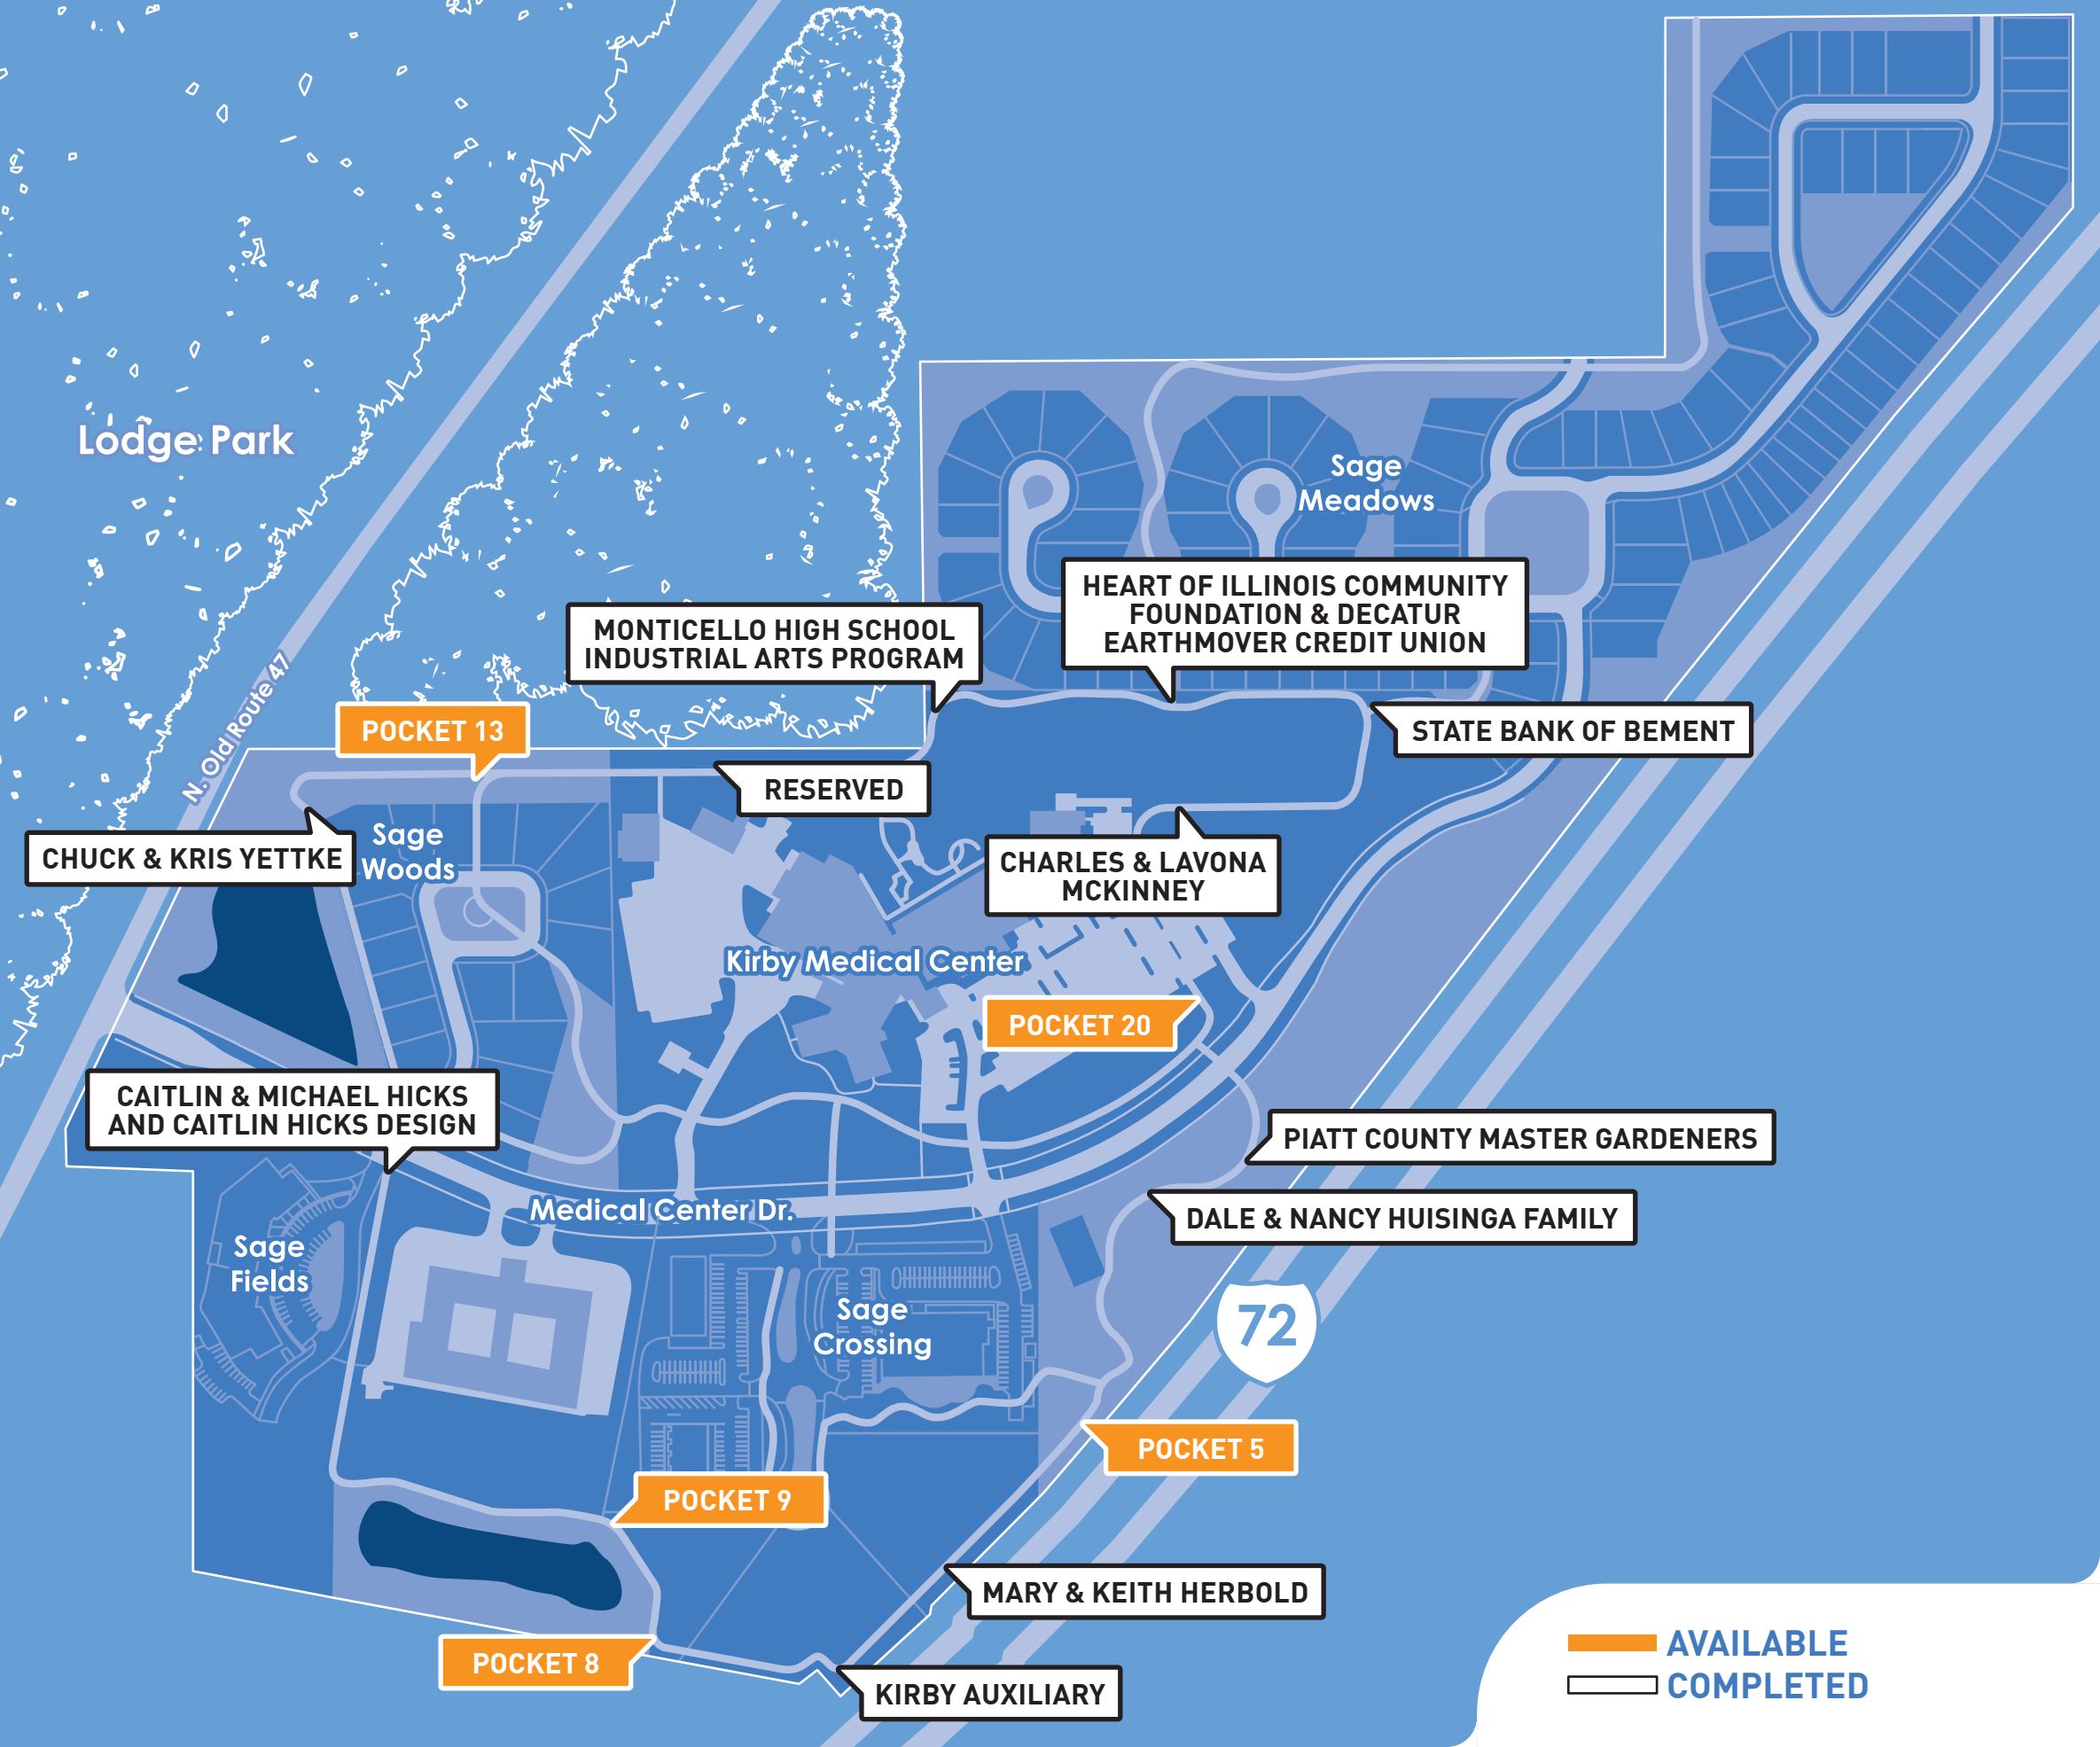 Lodge Park
Sage
Meadows
HEART OF ILLINOIS COMMUNITY
FOUNDATION & DECATUR
EARTHMOVER CREDIT UNION
MONTICELLO HIGH SCHOOL
INDUSTRIAL ARTS PROGRAM
N. Old Route 47
POCKET 13
STATE BANK OF BEMENT
RESERVED
Sage
Woods
CHUCK & KRIS YETTKE
CHARLES & LAVONA
MCKINNEY
Kirby Medical Center
POCKET 20
CAITLIN & MICHAEL HICKS
AND CAITLIN HICKS DESIGN
PIATT COUNTY MASTER GARDENERS
Medical Center Dr.
DALE & NANCY HUISINGA FAMILY
Sage
Fields
Sage
Crossing
72
POCKET 5
POCKET 9
MARY & KEITH HERBOLD
POCKET 8
KIRBY AUXILIARY
AVAILABLE
COMPLETED